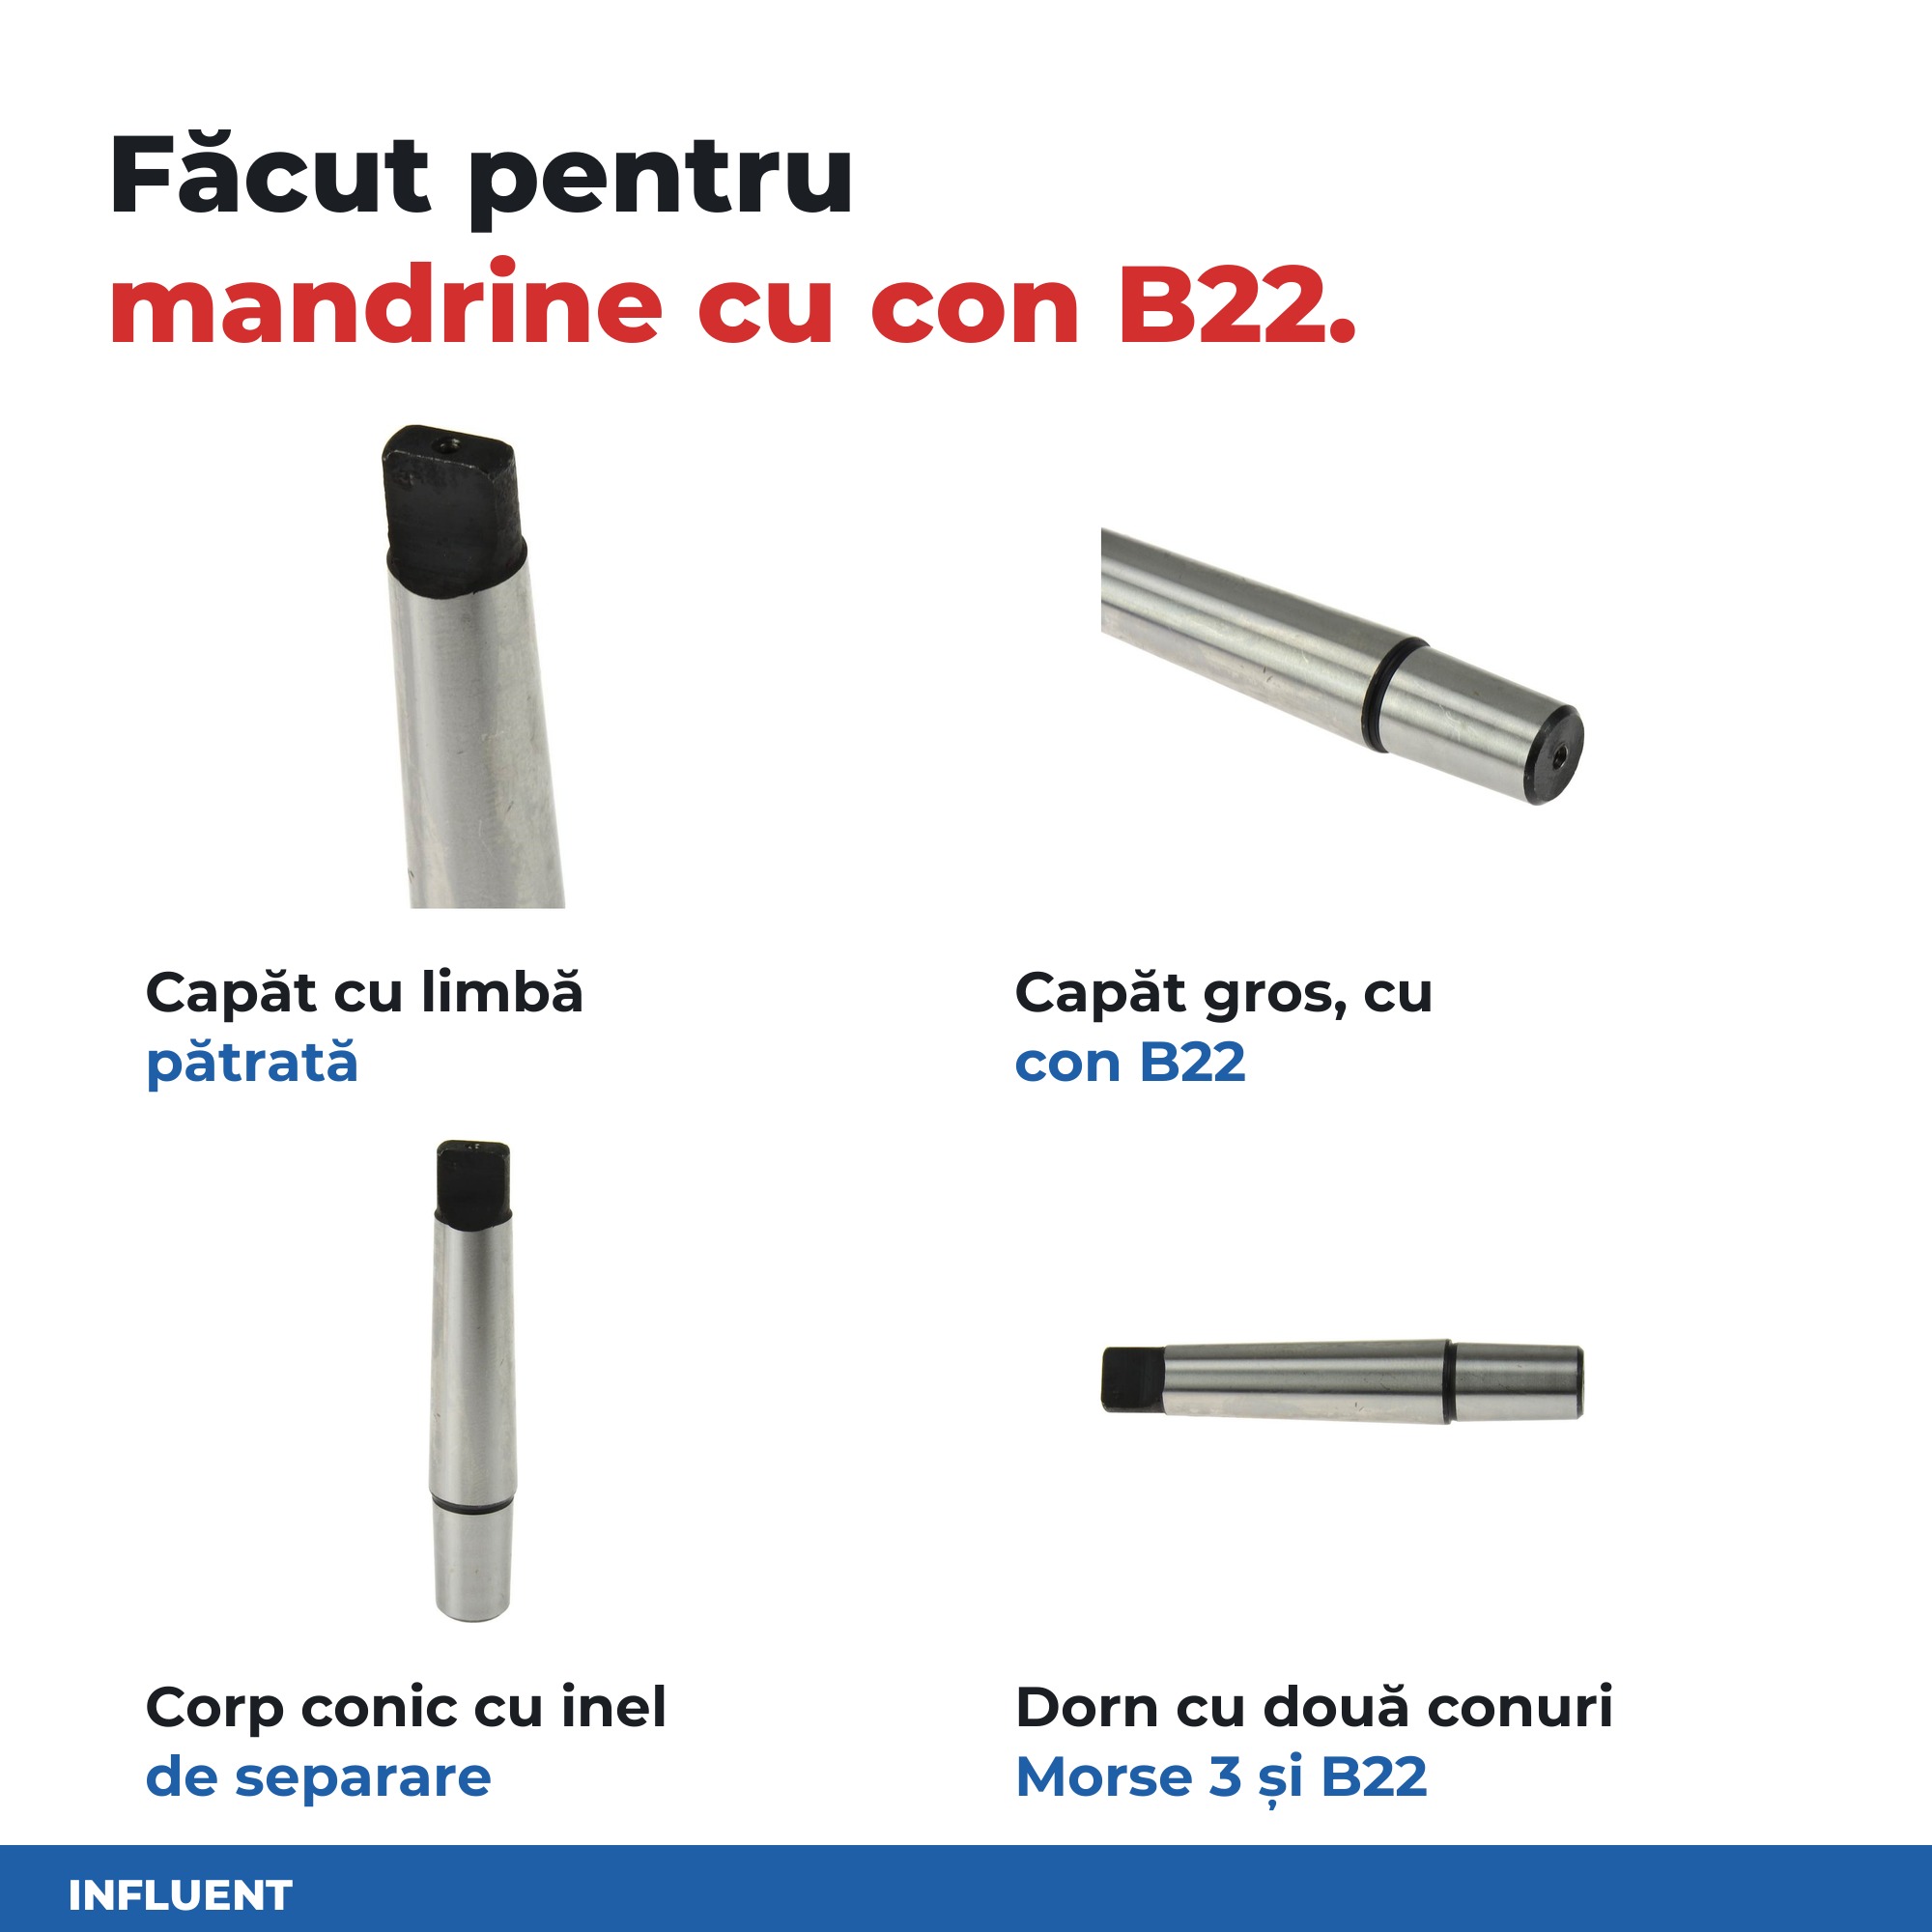 Făcut pentru
mandrine cu con B22.
Capăt cu limbă
pătrată
Capăt gros, cu
con B22
Corp conic cu inel
de separare
Dorn cu două conuri
Morse 3 și B22
INFLUENT